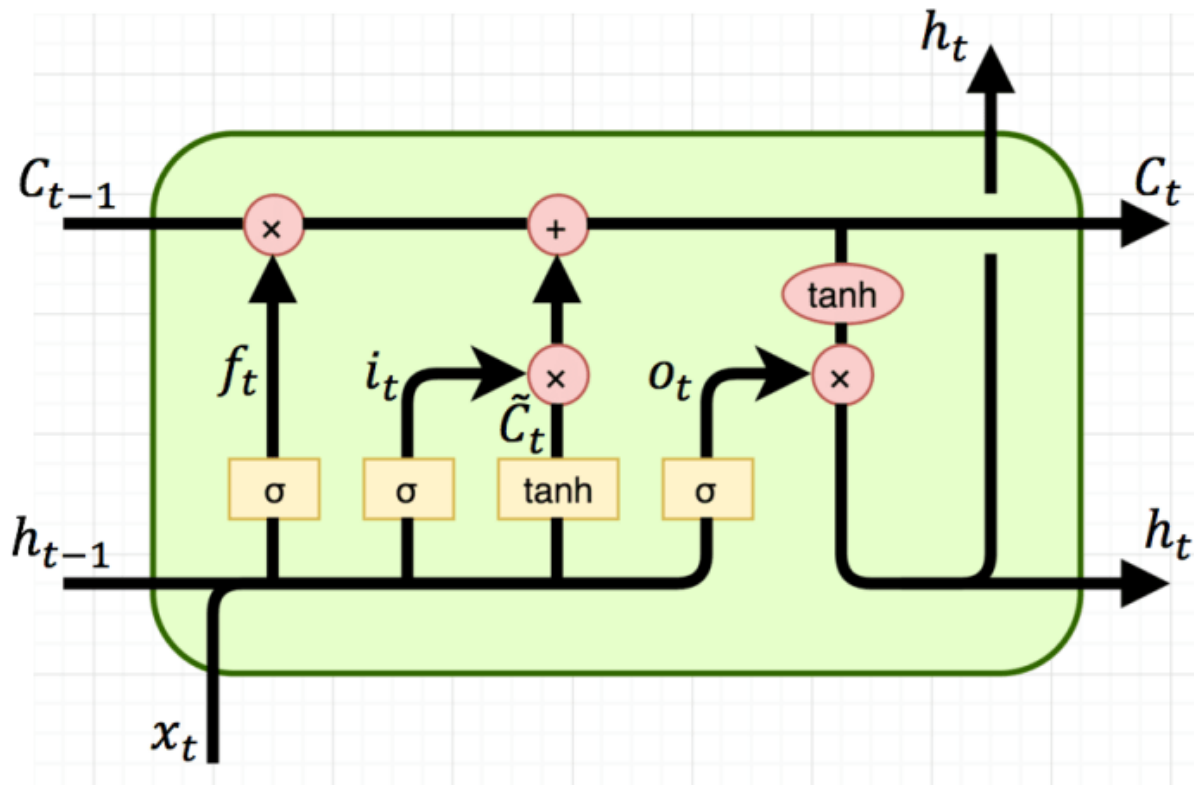 h_t
C_{t-1}
C_t
×
+
tanh
f_t
i_t
×
o_t
×
C̃_t
σ
σ
tanh
σ
h_{t-1}
h_t
x_t